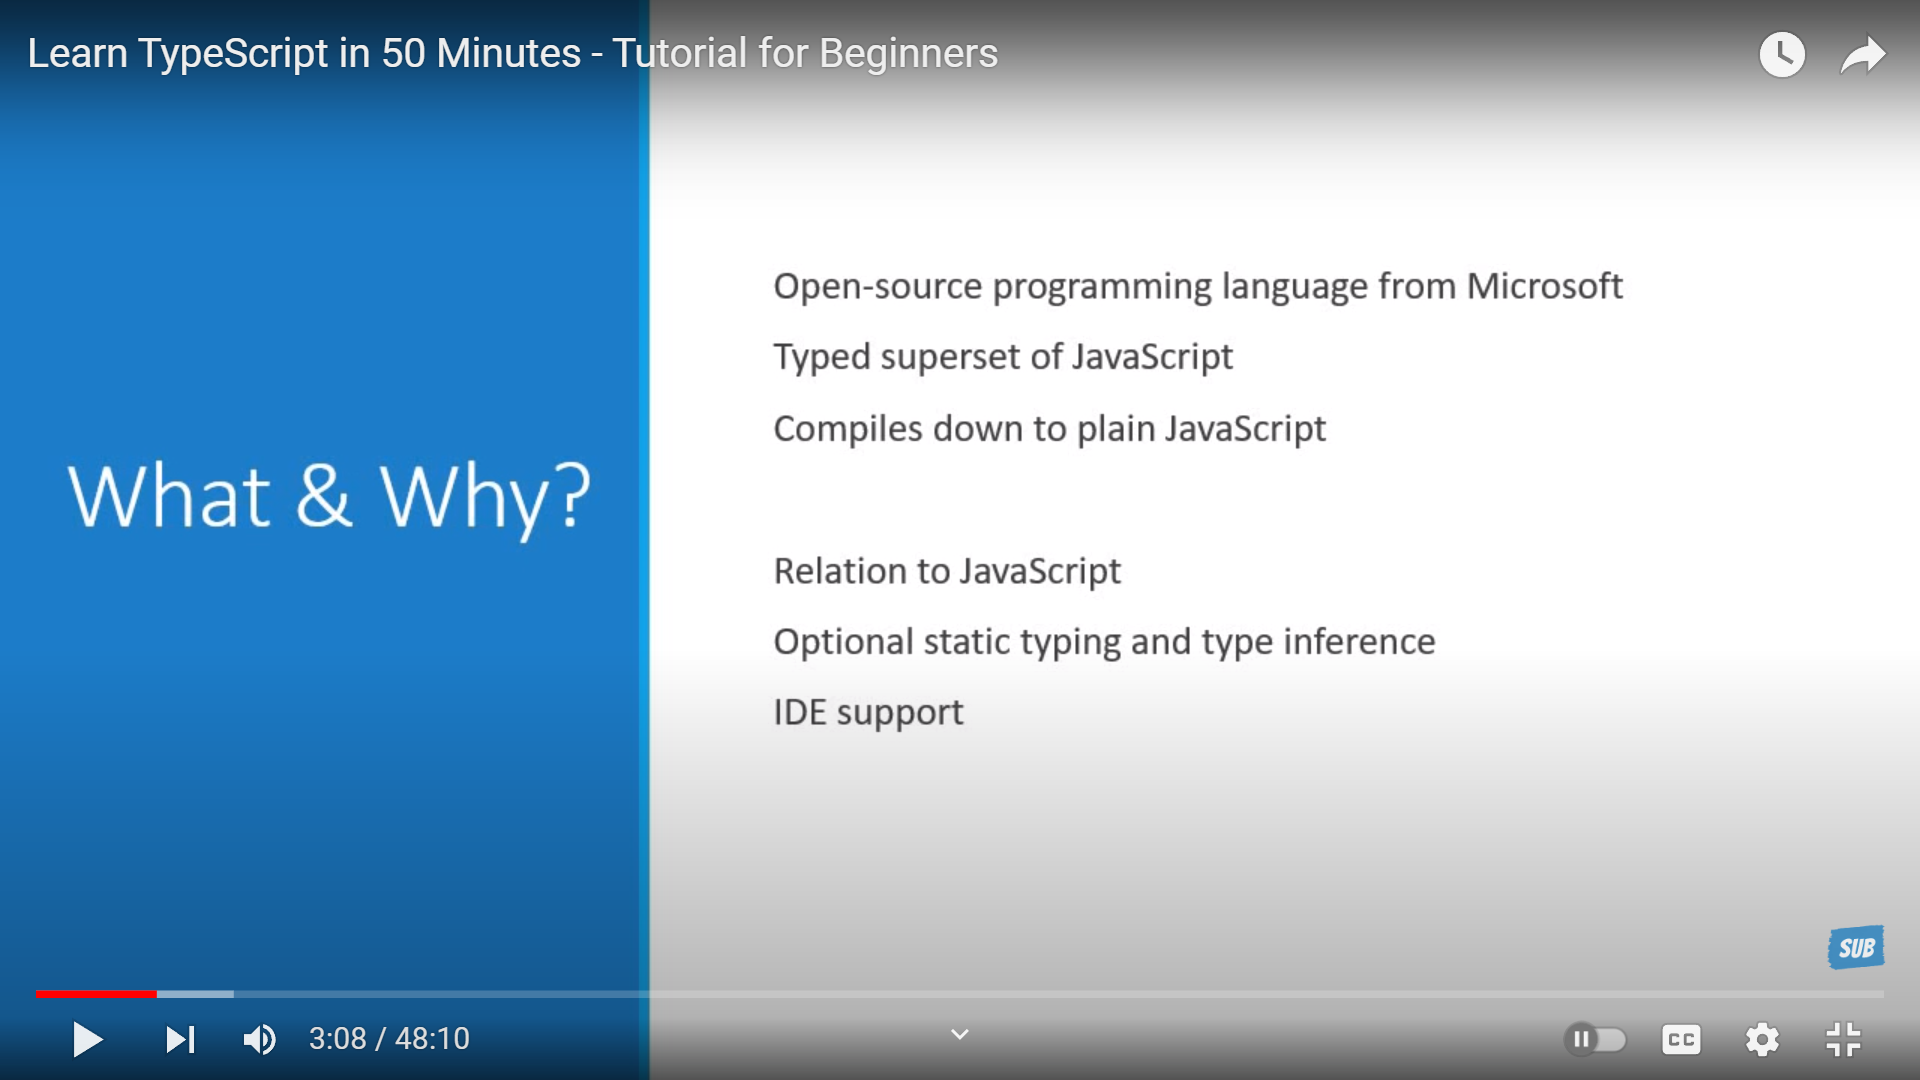 Learn TypeScript in 50 Minutes - Tutorial for Beginners
What & Why?
Open-source programming language from Microsoft
Typed superset of JavaScript
Compiles down to plain JavaScript
Relation to JavaScript
Optional static typing and type inference
IDE support
SUB
3:08 / 48:10
CC